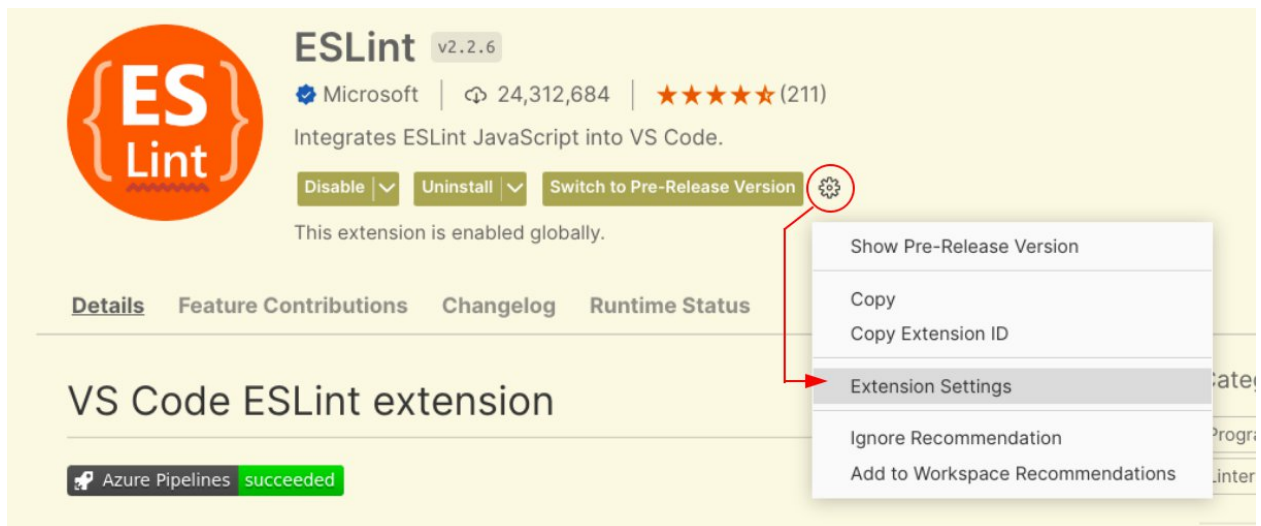 ES
Lint
ESLint v2.2.6
Microsoft 24,312,684 (211)
Integrates ESLint JavaScript into VS Code.
Disable Uninstall Switch to Pre-Release Version
This extension is enabled globally.
Show Pre-Release Version
Copy
Copy Extension ID
Extension Settings
Ignore Recommendation
Add to Workspace Recommendations
Details Feature Contributions Changelog Runtime Status
VS Code ESLint extension
Azure Pipelines succeeded